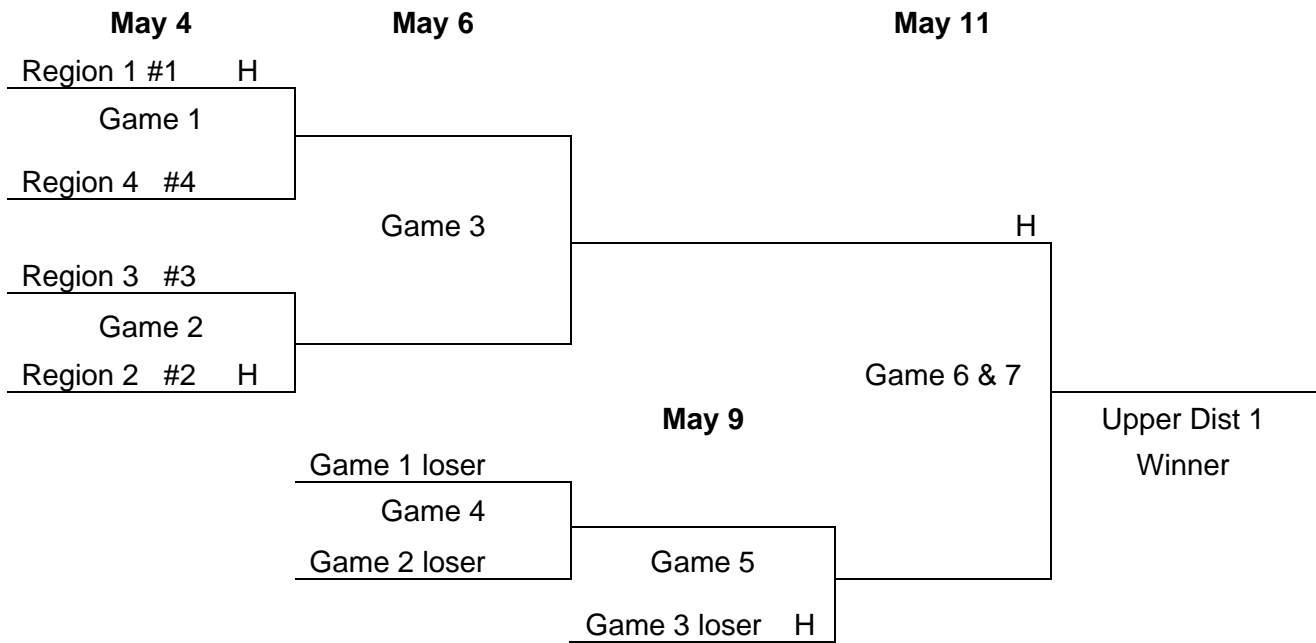 May 4 May 6 May 11
Region 1 #1 H
Game 1
Region 4 #4
Game 3 H
Region 3 #3
Game 2
Region 2 #2 H Game 6 & 7
May 9 Upper Dist 1
Game 1 loser Winner
Game 4
Game 2 loser Game 5
Game 3 loser H